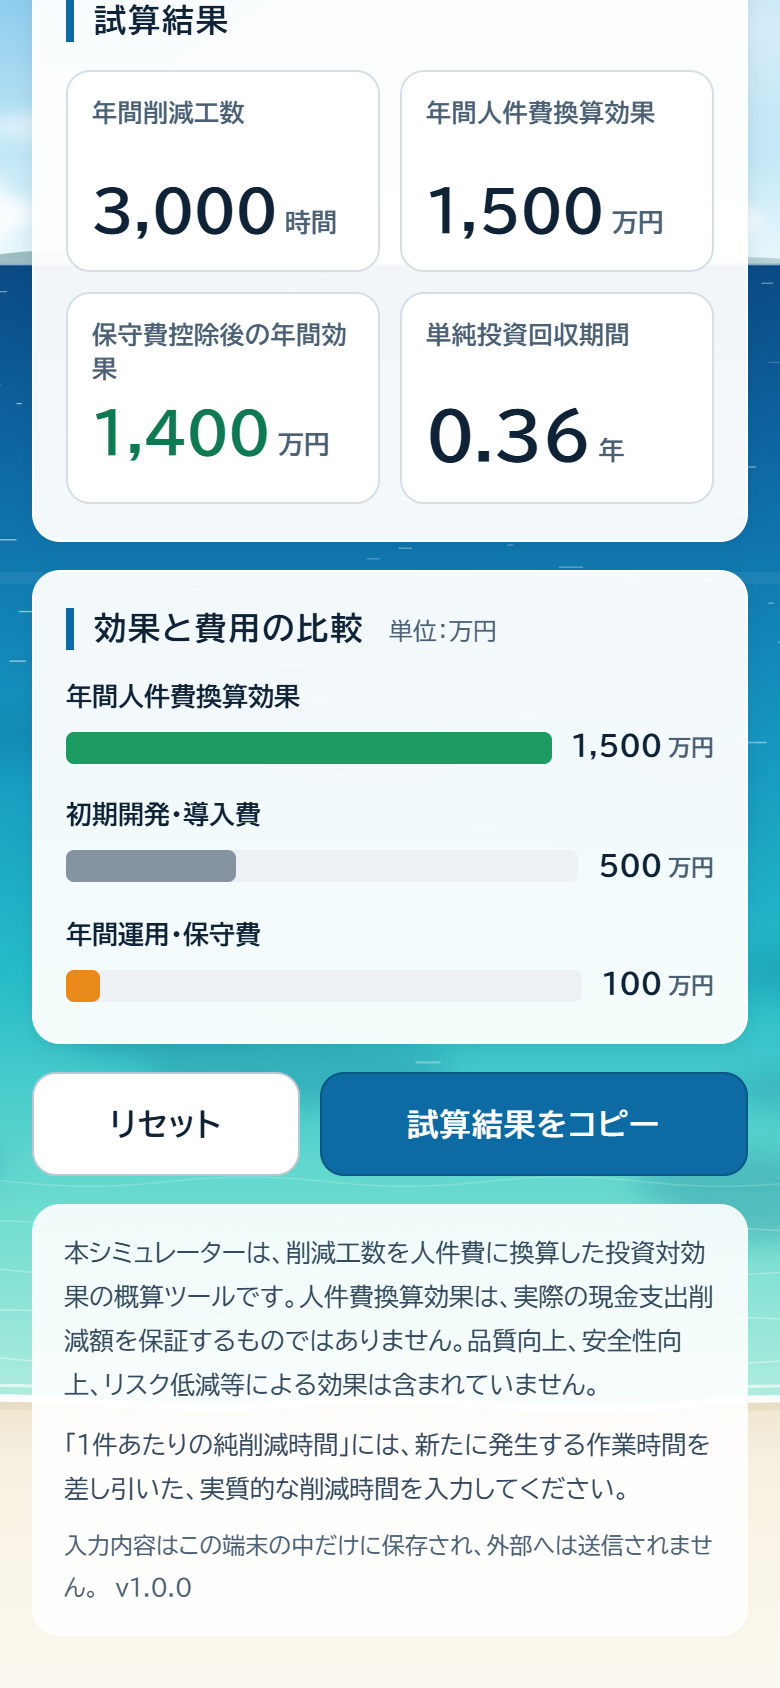 試算結果
年間削減工数
3,000 時間
年間人件費換算効果
1,500 万円
保守費控除後の年間効
果
1,400 万円
単純投資回収期間
0.36 年
効果と費用の比較 単位:万円
年間人件費換算効果
1,500 万円
初期開発・導入費
500 万円
年間運用・保守費
100 万円
リセット
試算結果をコピー
本シミュレーターは、削減工数を人件費に換算した投資対効
果の概算ツールです。人件費換算効果は、実際の現金支出削
減額を保証するものではありません。品質向上、安全性向
上、リスク低減等による効果は含まれていません。
「1件あたりの純削減時間」には、新たに発生する作業時間を
差し引いた、実質的な削減時間を入力してください。
入力内容はこの端末の中だけに保存され、外部へは送信されませ
ん。 v1.0.0